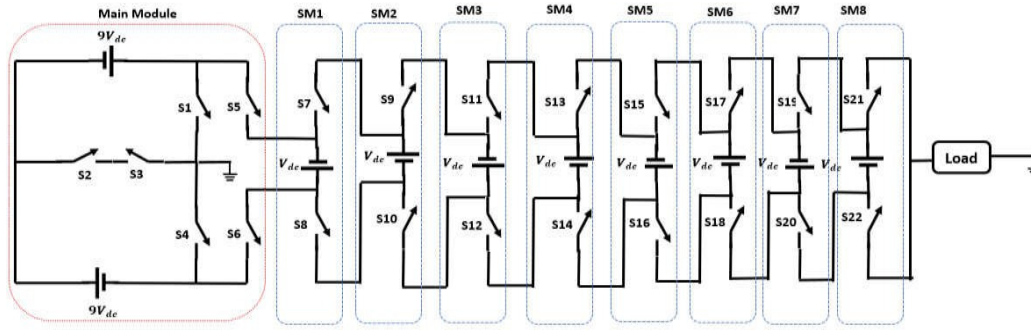 Main Module
SM1
SM2
SM3
SM4
SM5
SM6
SM7
SM8
9V_dc
S1
S5
S7
S9
S11
S13
S15
S17
S19
S21
S2
S3
V_dc
V_dc
V_dc
V_dc
V_dc
V_dc
V_dc
V_dc
Load
S4
S6
S8
S10
S12
S14
S16
S18
S20
S22
9V_dc